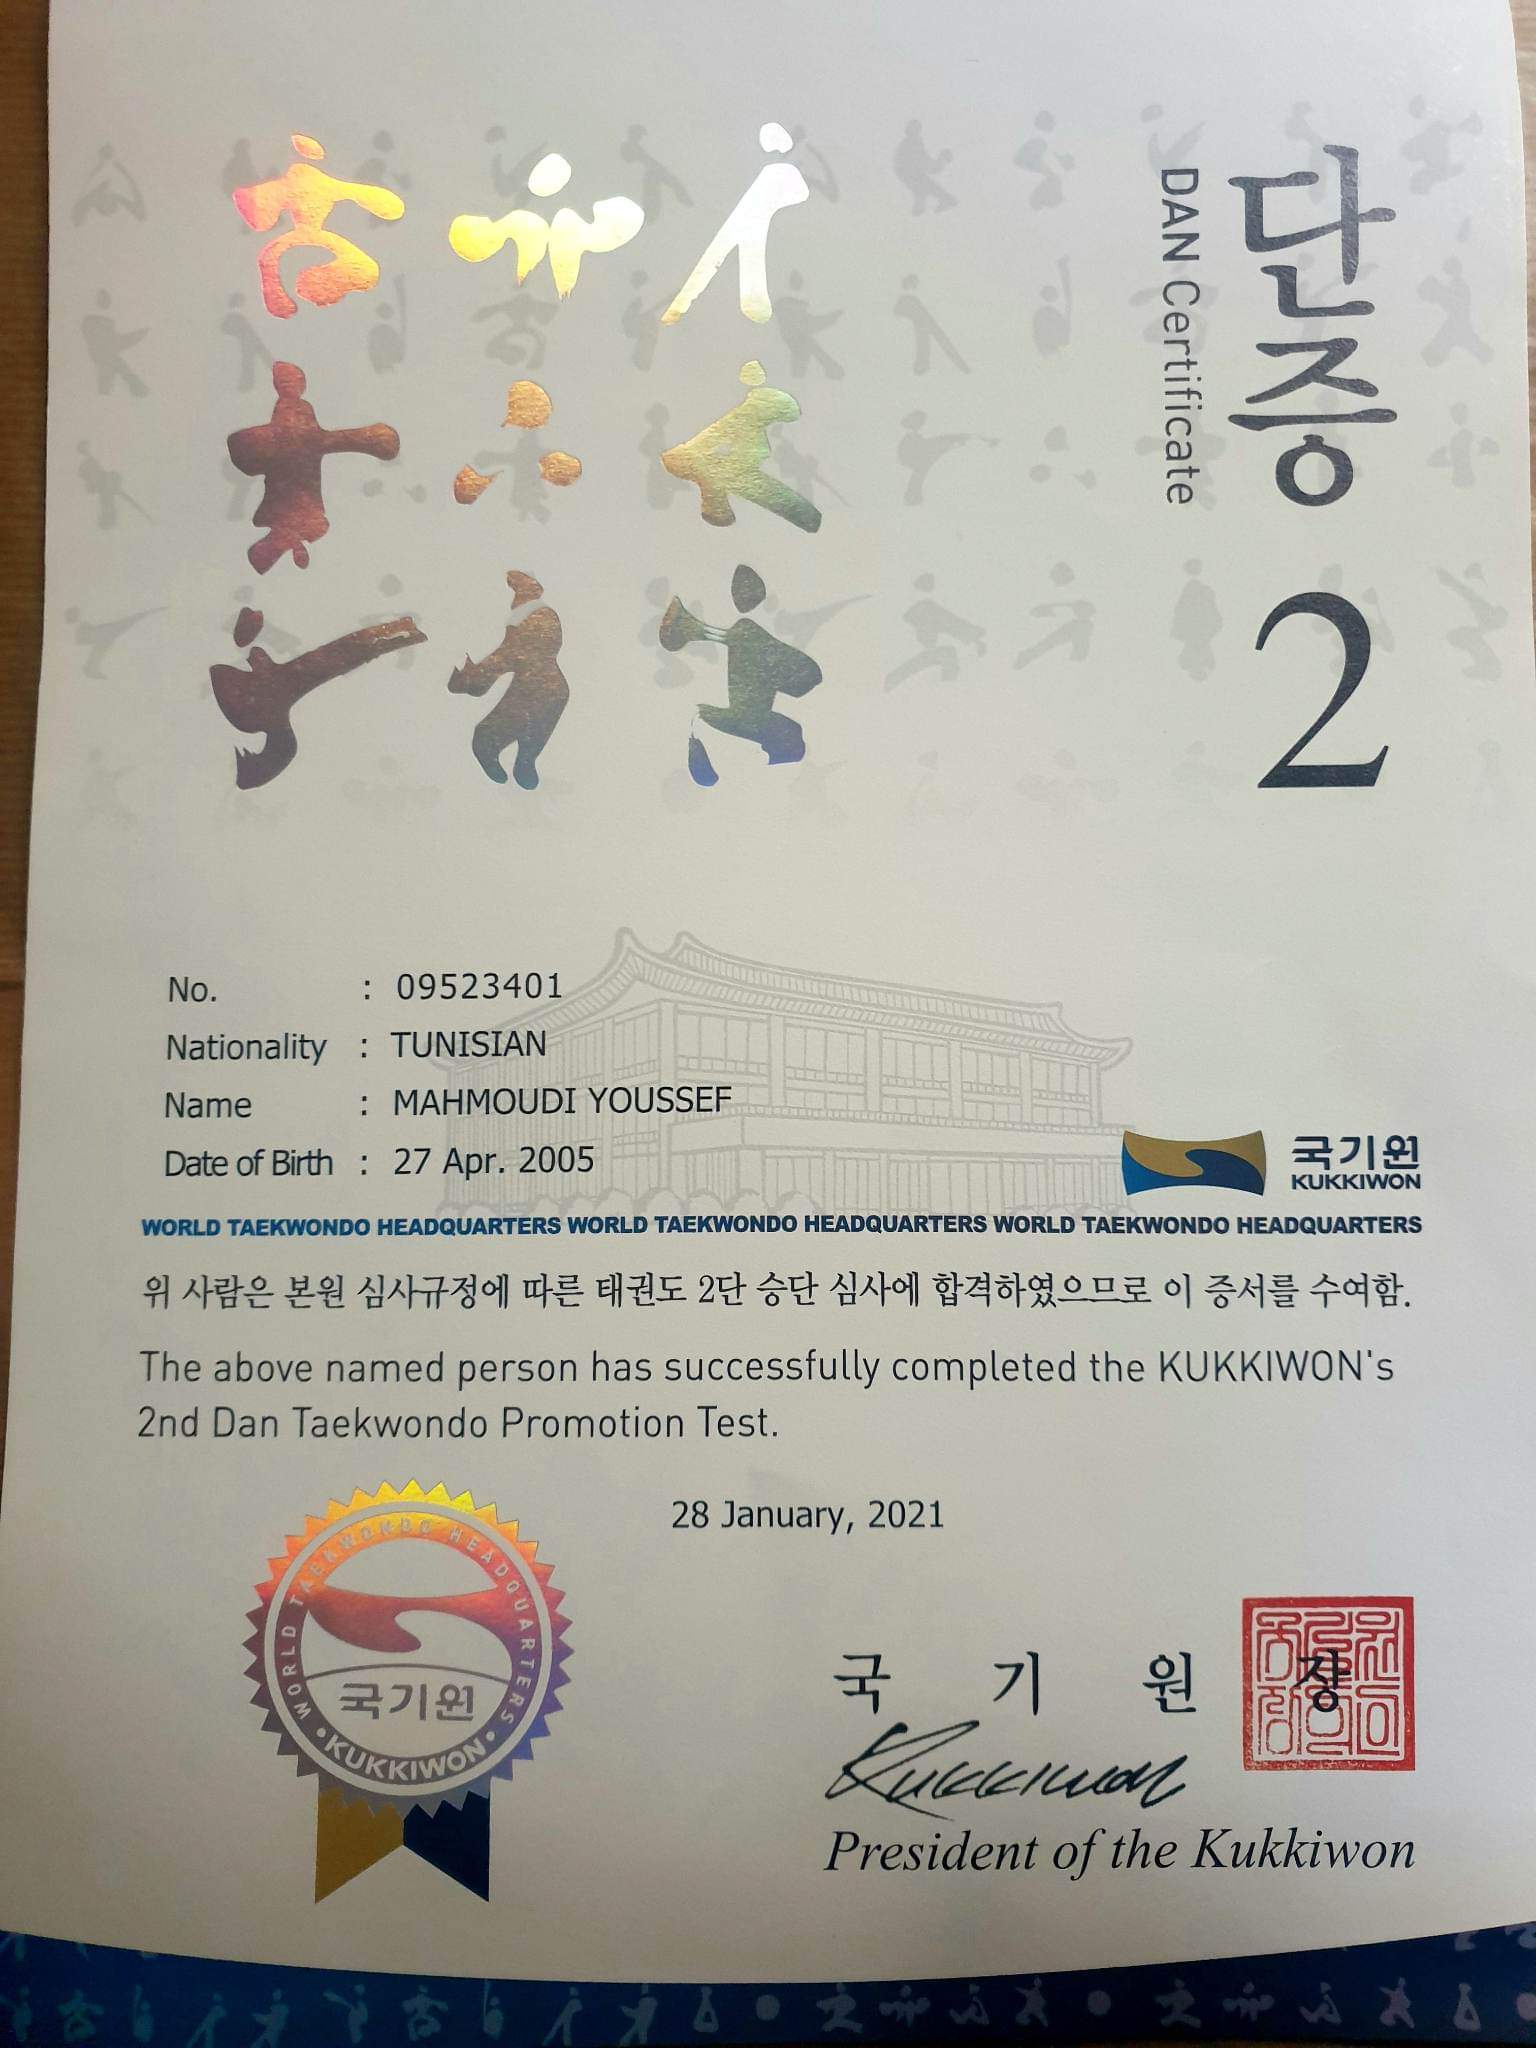 단증
DAN Certificate
2
No. : 09523401
Nationality : TUNISIAN
Name : MAHMOUDI YOUSSEF
Date of Birth : 27 Apr. 2005
국기원
KUKKIWON
WORLD TAEKWONDO HEADQUARTERS WORLD TAEKWONDO HEADQUARTERS WORLD TAEKWONDO HEADQUARTERS
위 사람은 본원 심사규정에 따른 태권도 2단 승단 심사에 합격하였으므로 이 증서를 수여함.
The above named person has successfully completed the KUKKIWON's
2nd Dan Taekwondo Promotion Test.
28 January, 2021
WORLD TAEKWONDO HEADQUARTERS
국기원
• KUKKIWON •
국 기 원 장
Kukkiwon
President of the Kukkiwon